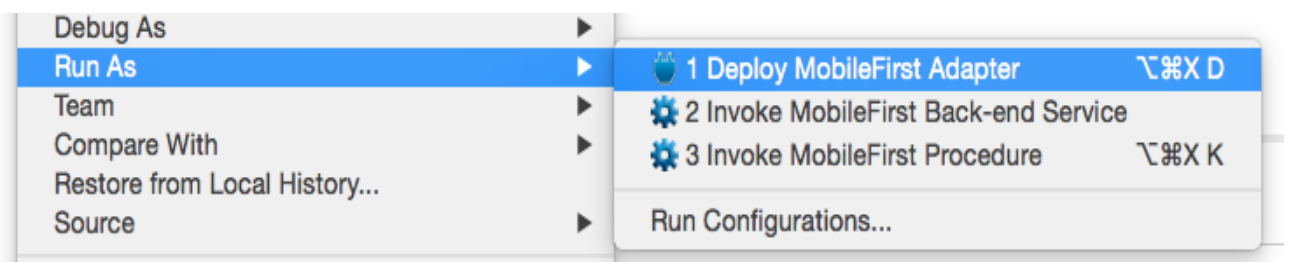 Debug As
Run As
Team
Compare With
Restore from Local History...
Source
1 Deploy MobileFirst Adapter ⌥⌘X D
2 Invoke MobileFirst Back-end Service
3 Invoke MobileFirst Procedure ⌥⌘X K
Run Configurations...